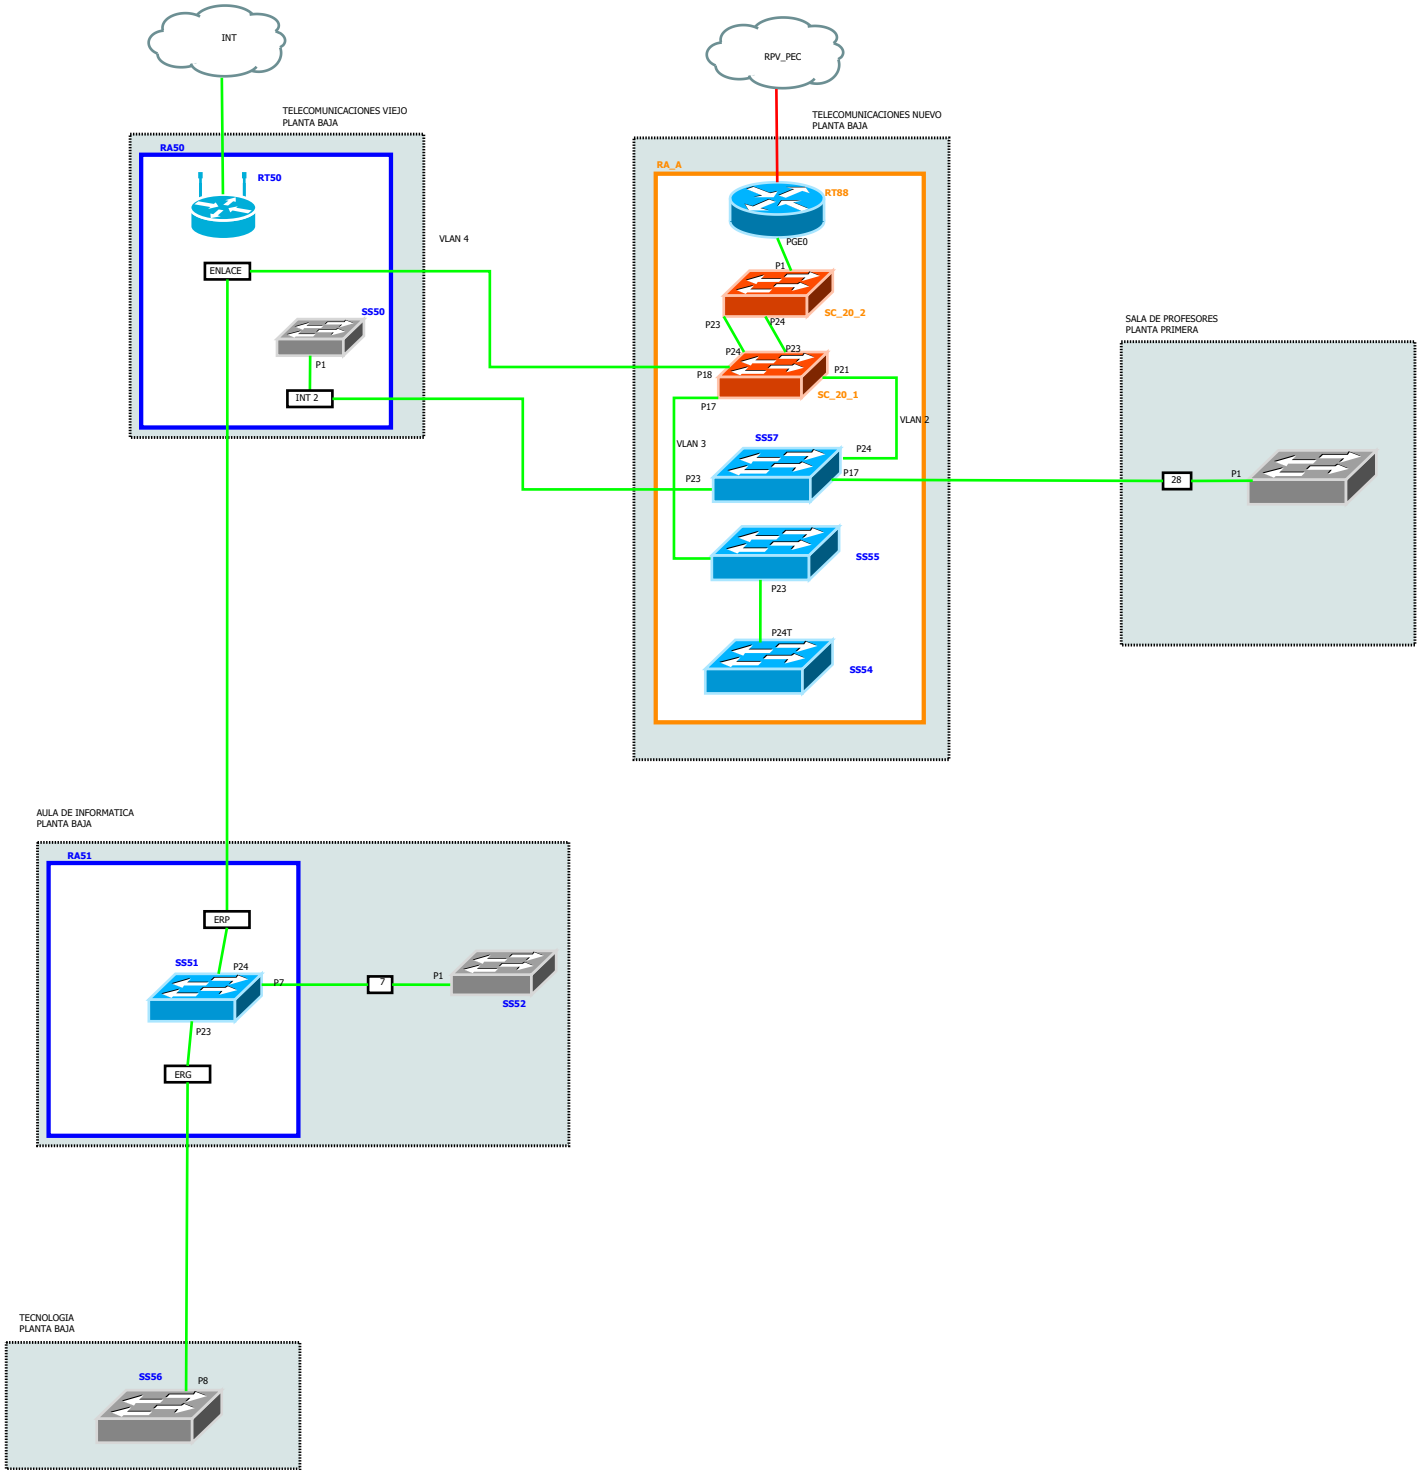 INT
RPV_PEC
TELECOMUNICACIONES VIEJO
PLANTA BAJA
TELECOMUNICACIONES NUEVO
PLANTA BAJA
RA50
RT50
RA_A
RT88
PGE0
VLAN 4
ENLACE
P1
SS50
SC_20_2
P23
P24
P24
P23
P1
P18
P21
INT 2
SC_20_1
P17
VLAN 2
SALA DE PROFESORES
PLANTA PRIMERA
VLAN 3
SS57
P24
P23
P17
28
P1
SS55
P23
P24T
SS54
AULA DE INFORMATICA
PLANTA BAJA
RA51
ERP
SS51
P24
P7
7
P1
SS52
P23
ERG
TECNOLOGIA
PLANTA BAJA
SS56
P8